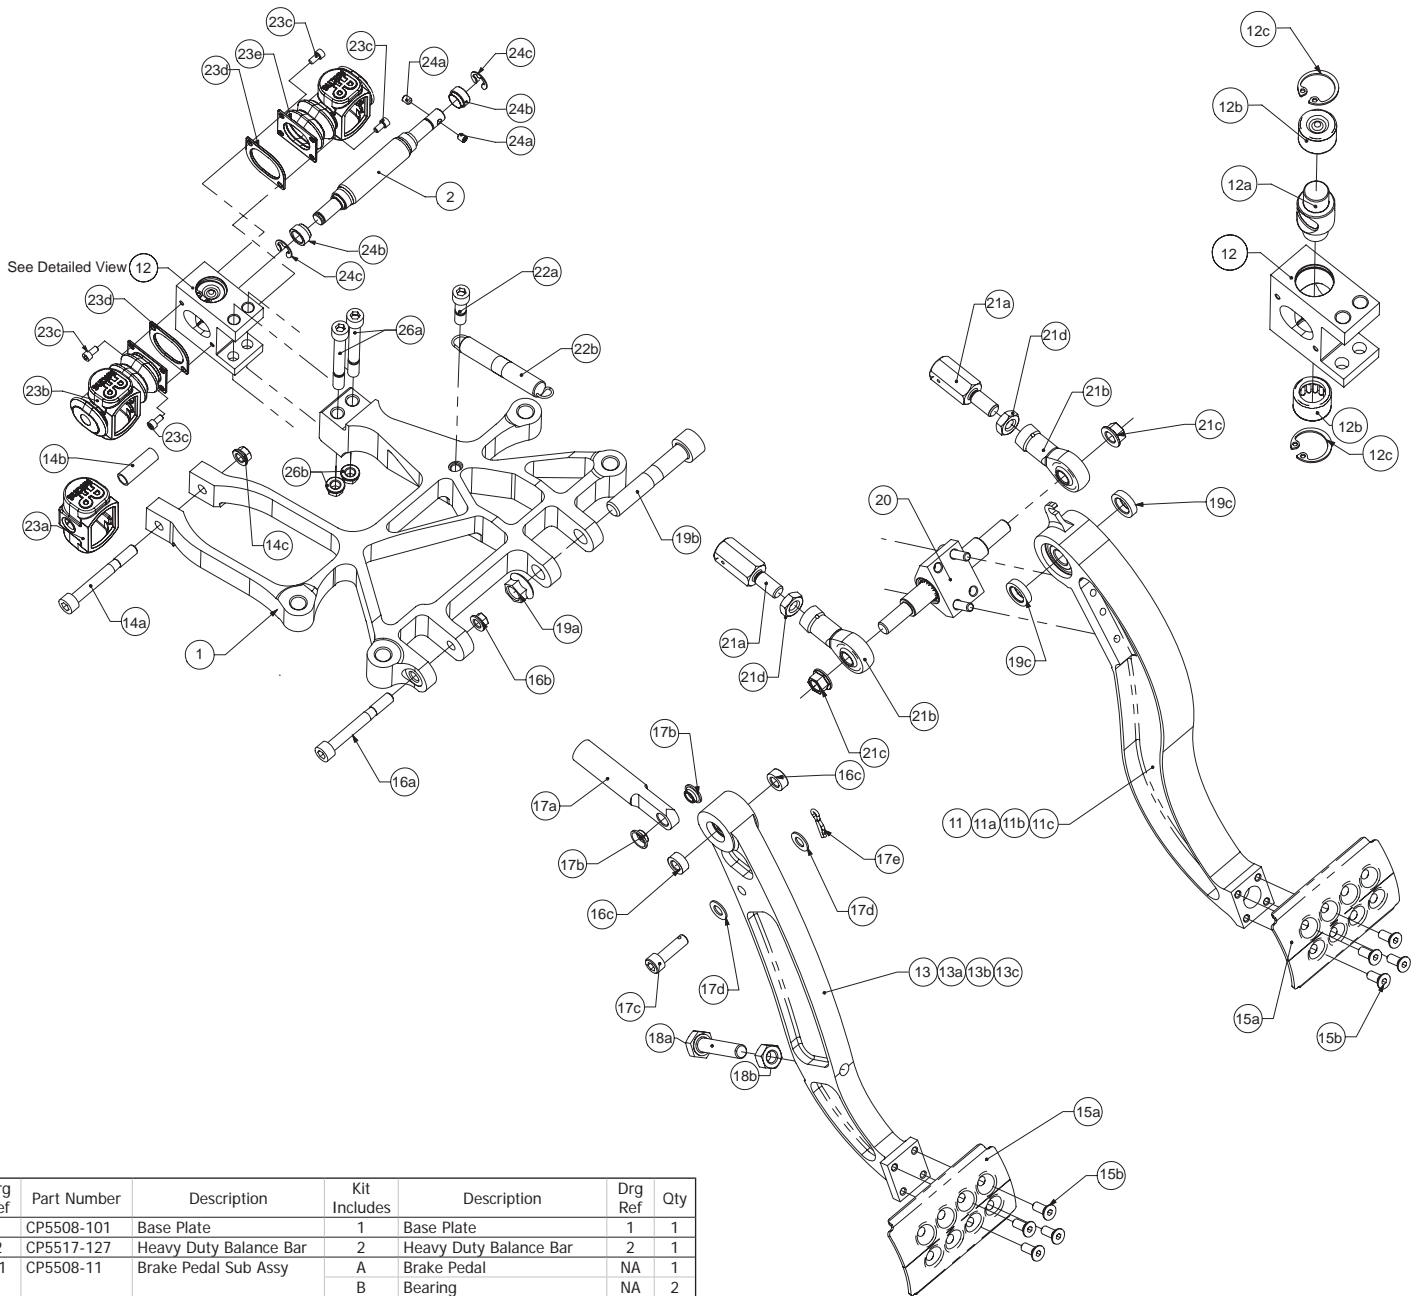 23c
12c
23e
23c
24a
24c
23d
24b
12b
24a
12a
2
24b
See Detailed View 12
24c
22a
12
23d
21a
21d
23c
26a
22b
21b
23b
21c
12b
23c
12c
14b
26b
20
19c
23a
14c
19b
14a
19a
21a
19c
1
16b
21d
21b
17b
21c
16a
16c
17a
11 11a 11b 11c
17b
17e
17d
16c
13 13a 13b 13c
17d
17c
15a
18a
15b
18b
15a
15b
Part Number Description Kit Includes Description Drg Ref Qty
CP5508-101 Base Plate 1 Base Plate 1 1
2 CP5517-127 Heavy Duty Balance Bar 2 Heavy Duty Balance Bar 2 1
CP5508-11 Brake Pedal Sub Assy A Brake Pedal NA 1
B Bearing NA 2